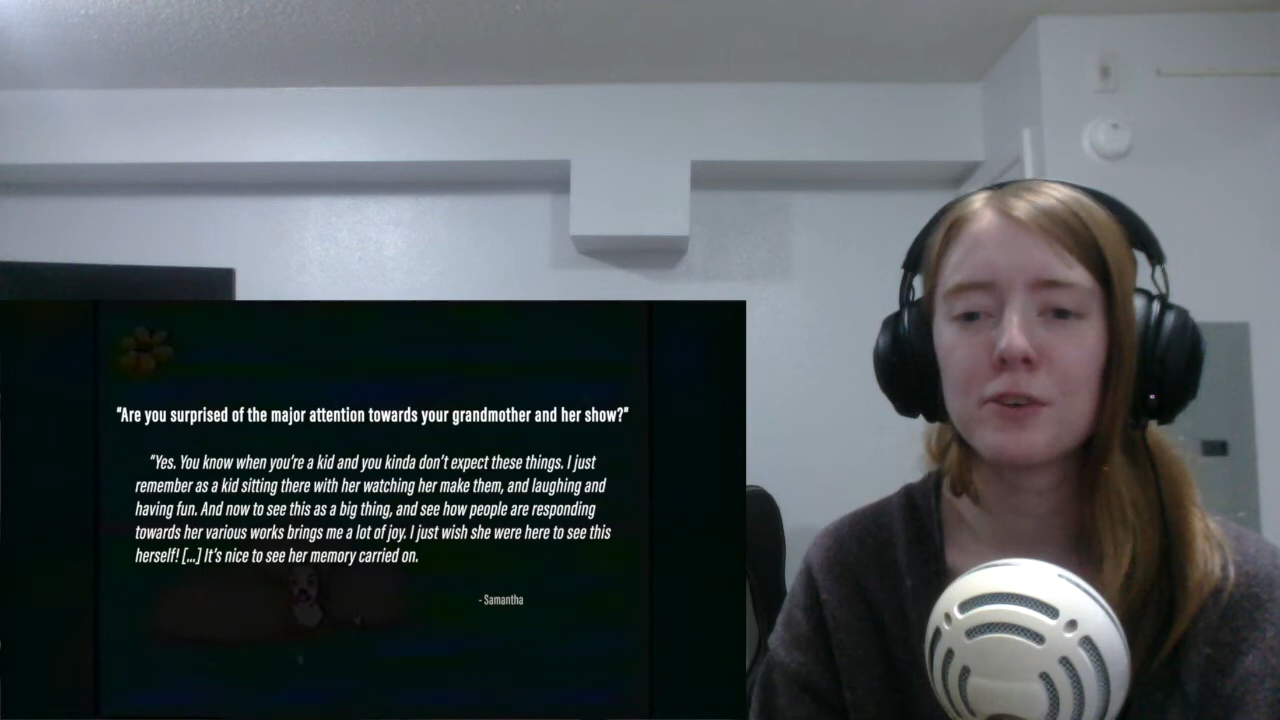 "Are you surprised of the major attention towards your grandmother and her show?"
"Yes. You know when you're a kid and you kinda don't expect these things. I just
remember as a kid sitting there with her watching her make them, and laughing and
having fun. And now to see this as a big thing, and see how people are responding
towards her various works brings me a lot of joy. I just wish she were here to see this
herself! [...] It's nice to see her memory carried on.
- Samantha